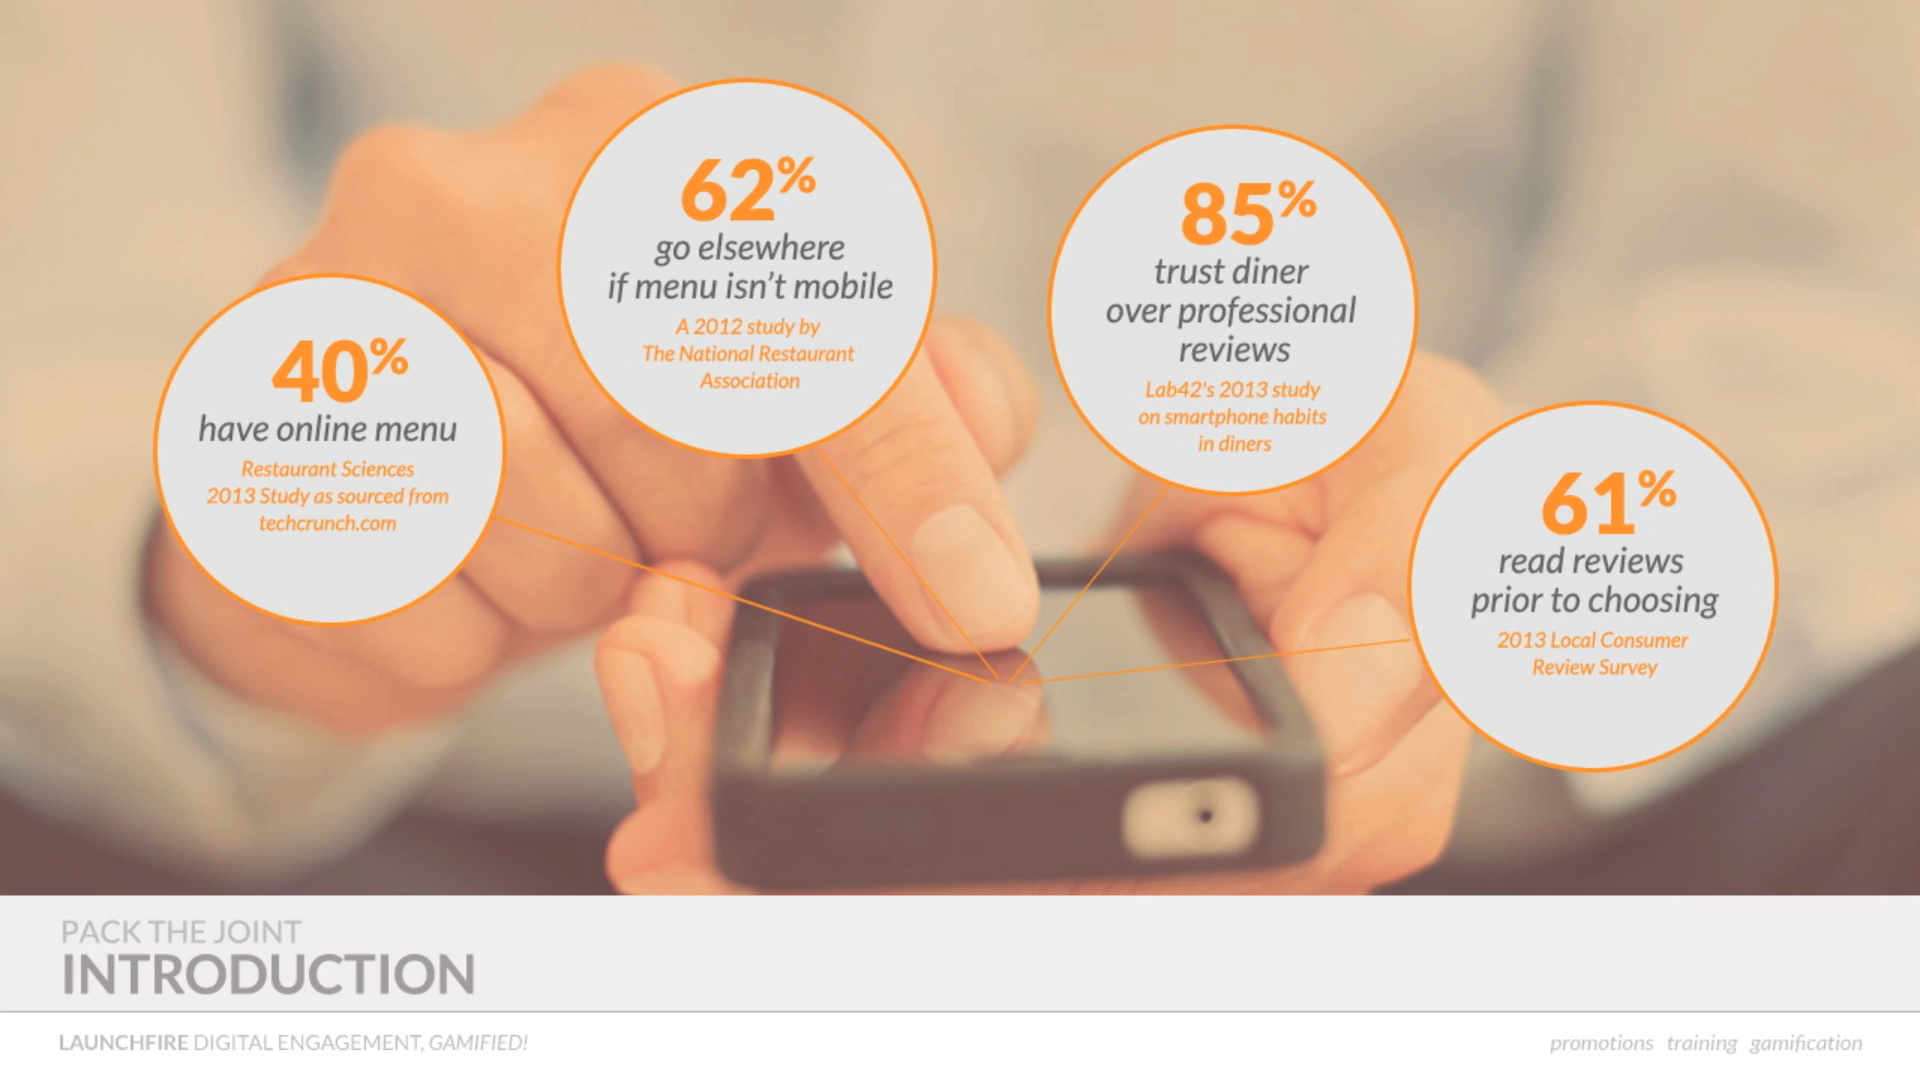 40%
have online menu
Restaurant Sciences
2013 Study as sourced from
techcrunch.com
62%
go elsewhere
if menu isn't mobile
A 2012 study by
The National Restaurant
Association
85%
trust diner
over professional
reviews
Lab42's 2013 study
on smartphone habits
in diners
61%
read reviews
prior to choosing
2013 Local Consumer
Review Survey
PACK THE JOINT
INTRODUCTION
LAUNCHFIRE DIGITAL ENGAGEMENT, GAMIFIED!
promotions training gamification